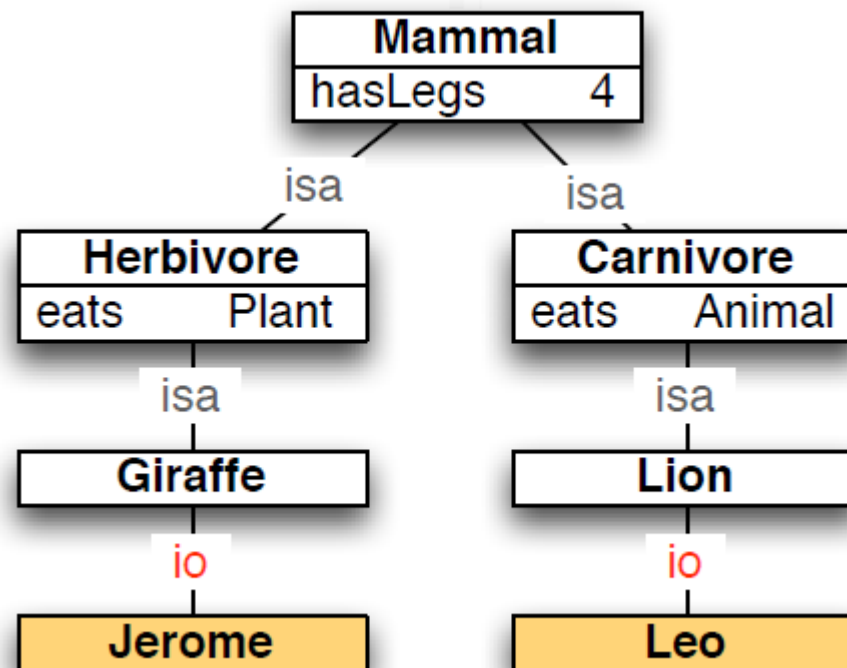 Mammal
hasLegs 4
isa isa
Herbivore Carnivore
eats Plant eats Animal
isa isa
Giraffe Lion
io io
Jerome Leo